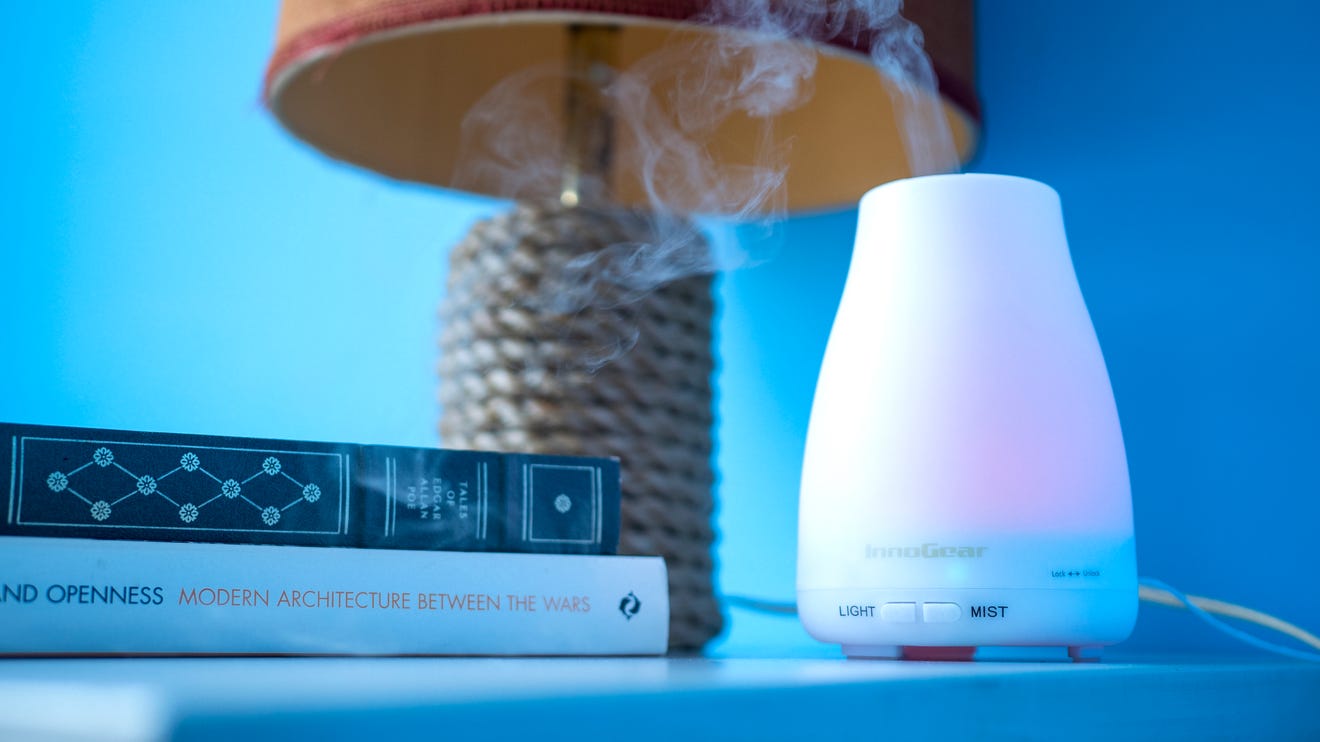 TALES
OF
EDGAR
ALLAN
POE
AND OPENNESS MODERN ARCHITECTURE BETWEEN THE WARS
InnoGear
Lock ↔ Unlock
LIGHT MIST